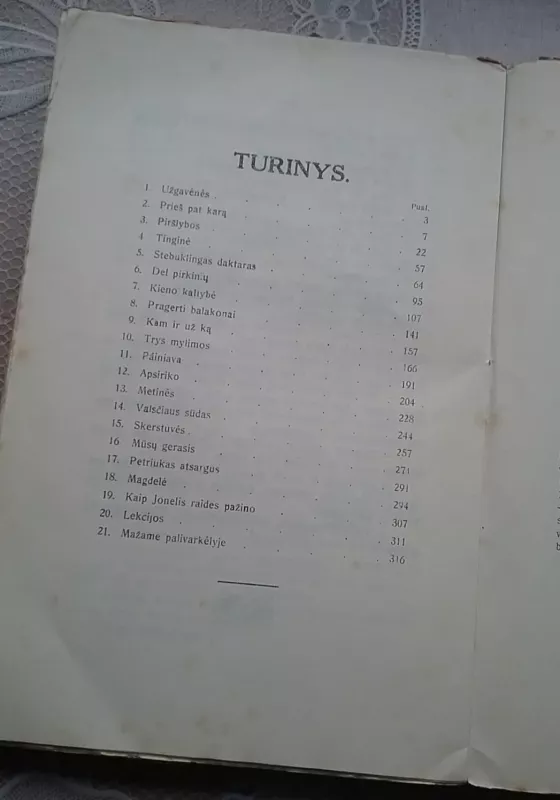 TURINYS.
Pusl.
1. Užgavėnės . . . . . . 3
2. Prieš pat karą . . . . . 7
3. Piršlybos . . . . . . 22
4 Tinginė . . . . . . 57
5. Stebuklingas daktaras . . . . 64
6. Dėl pirkinių . . . . . 95
7. Kieno kaltybė . . . . . 107
8. Pragerti balakonai . . . . 141
9. Kam ir už ką . . . . . 157
10. Trys mylimos . . . . . 166
11. Painiava . . . . . . 191
12. Apsiriko . . . . . . 204
13. Metinės . . . . . . 228
14. Valsčiaus sūdas . . . . . 244
15. Skerstuvės . . . . . . 257
16 Mūsų gerasis . . . . . 271
17. Petriukas atsargus . . . . 291
18. Magdelė . . . . . . 294
19. Kaip Jonelis raides pažino . . . 307
20. Lekcijos . . . . . . 311
21. Mažame palivarkėlyje . . . . 316